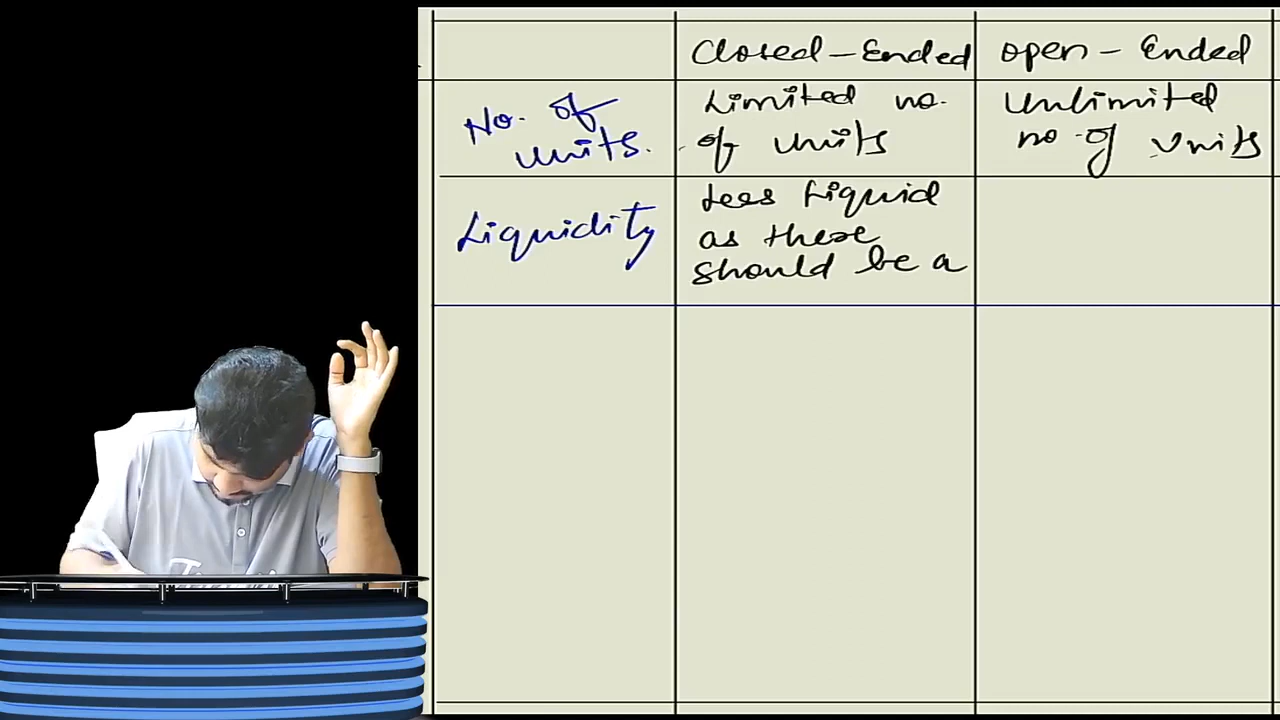 Closed-Ended
Open-Ended
No. of
units.
Limited no.
of units
Unlimited
no. of units
Liquidity
Less Liquid
as there
should be a